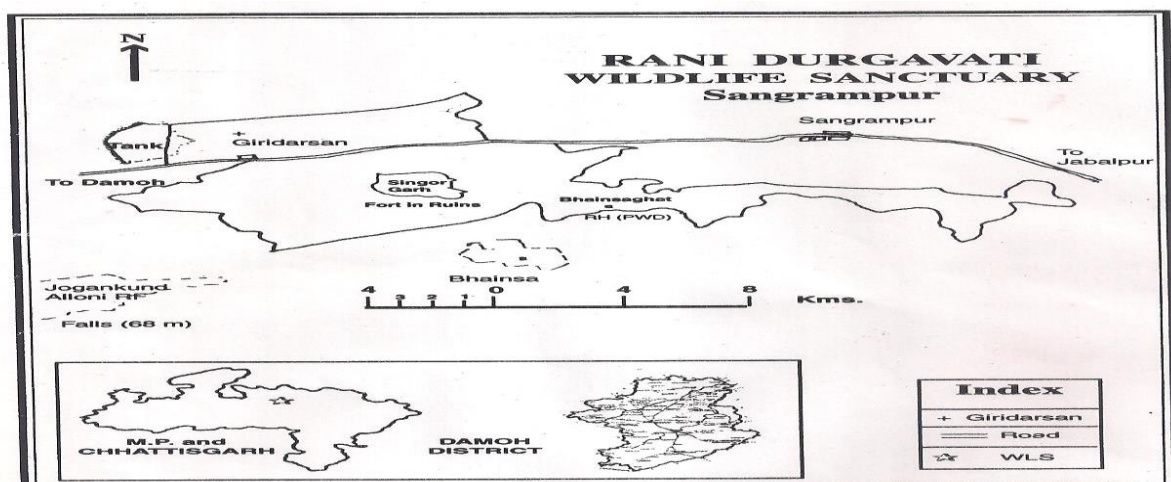 N
RANI DURGAVATI
WILDLIFE SANCTUARY
Sangrampur
Sangrampur
Tank
Giridarsan
To
Jabalpur
To Damoh
Singor
Garh
Fort In Ruins
Bhainsaghat
RH (PWD)
Bhainsa
Jogankund
Alloni Rf
Falls (68 m)
4 3 2 1 0 4 8 Kms.
M.P. and
CHHATTISGARH
DAMOH
DISTRICT
Index
+ Giridarsan
Road
WLS